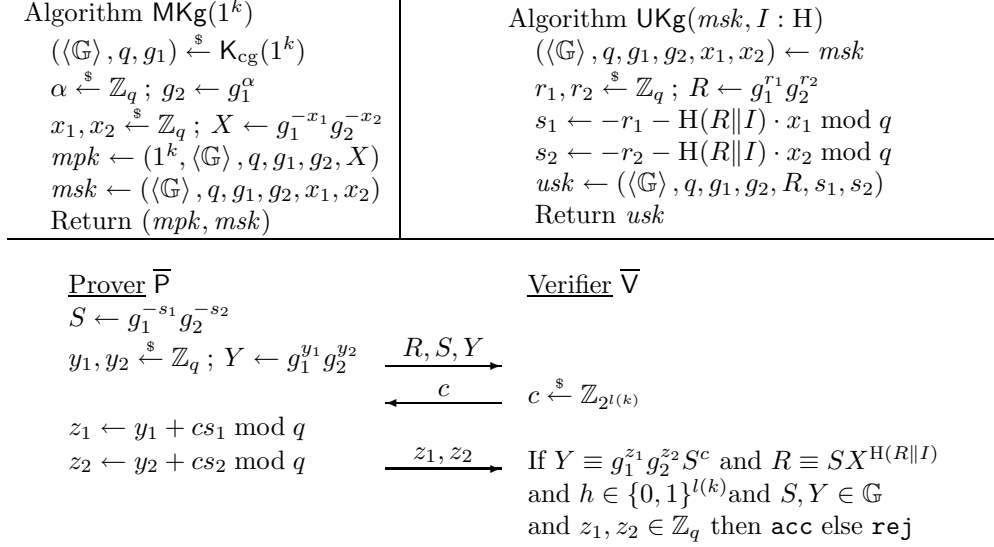 Algorithm MKg(1^k)
(⟨𝔾⟩, q, g_1) ←$ K_cg(1^k)
α ←$ ℤ_q ; g_2 ← g_1^α
x_1, x_2 ←$ ℤ_q ; X ← g_1^{-x_1} g_2^{-x_2}
mpk ← (1^k, ⟨𝔾⟩, q, g_1, g_2, X)
msk ← (⟨𝔾⟩, q, g_1, g_2, x_1, x_2)
Return (mpk, msk)
Algorithm UKg(msk, I : H)
(⟨𝔾⟩, q, g_1, g_2, x_1, x_2) ← msk
r_1, r_2 ←$ ℤ_q ; R ← g_1^{r_1} g_2^{r_2}
s_1 ← -r_1 - H(R‖I) · x_1 mod q
s_2 ← -r_2 - H(R‖I) · x_2 mod q
usk ← (⟨𝔾⟩, q, g_1, g_2, R, s_1, s_2)
Return usk
Prover P̅
Verifier V̅
S ← g_1^{-s_1} g_2^{-s_2}
y_1, y_2 ←$ ℤ_q ; Y ← g_1^{y_1} g_2^{y_2}
R, S, Y
c
c ←$ ℤ_{2^{l(k)}}
z_1 ← y_1 + cs_1 mod q
z_2 ← y_2 + cs_2 mod q
z_1, z_2
If Y ≡ g_1^{z_1} g_2^{z_2} S^c and R ≡ SX^{H(R‖I)}
and h ∈ {0, 1}^{l(k)} and S, Y ∈ 𝔾
and z_1, z_2 ∈ ℤ_q then acc else rej